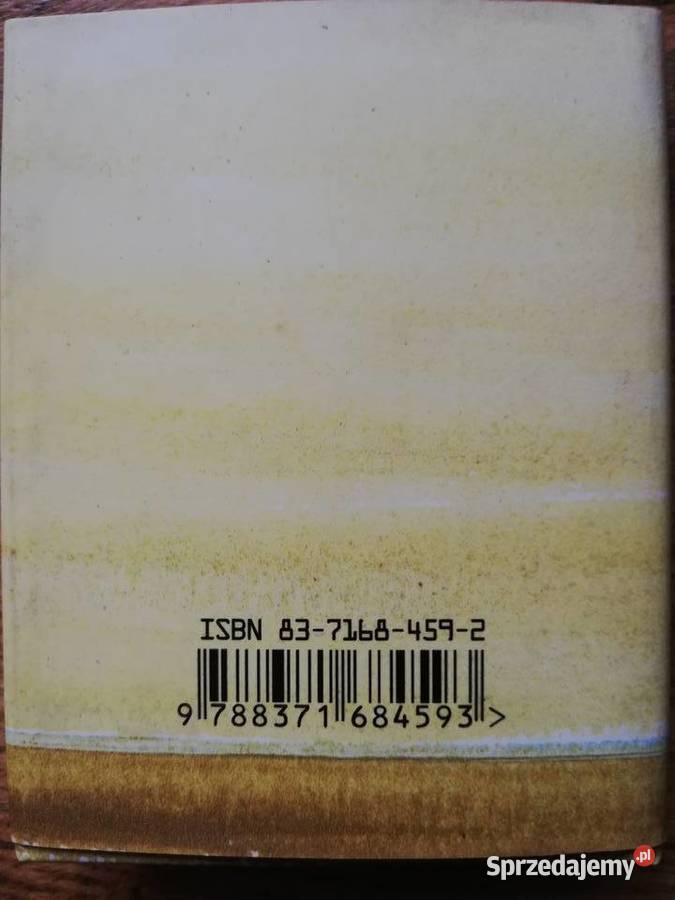 ISBN 83-7168-459-2
9 788371 684593 >
Sprzedajemy.pl